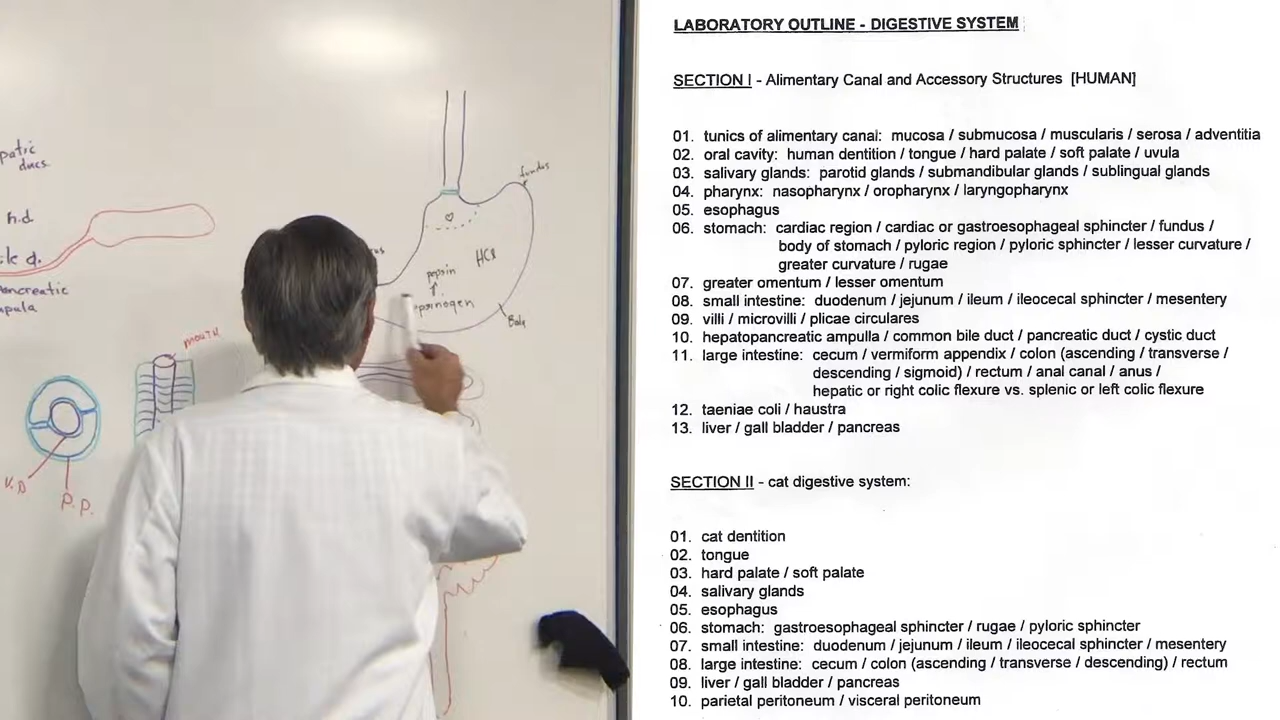 patic
ducs
h.d.
d.
ancreatic
mpula
V.D
P.P.
mouth
fundus
HCl
pepsin
epsinogen
LABORATORY OUTLINE - DIGESTIVE SYSTEM
SECTION I - Alimentary Canal and Accessory Structures [HUMAN]
01. tunics of alimentary canal: mucosa / submucosa / muscularis / serosa / adventitia
02. oral cavity: human dentition / tongue / hard palate / soft palate / uvula
03. salivary glands: parotid glands / submandibular glands / sublingual glands
04. pharynx: nasopharynx / oropharynx / laryngopharynx
05. esophagus
06. stomach: cardiac region / cardiac or gastroesophageal sphincter / fundus /
body of stomach / pyloric region / pyloric sphincter / lesser curvature /
greater curvature / rugae
07. greater omentum / lesser omentum
08. small intestine: duodenum / jejunum / ileum / ileocecal sphincter / mesentery
09. villi / microvilli / plicae circulares
10. hepatopancreatic ampulla / common bile duct / pancreatic duct / cystic duct
11. large intestine: cecum / vermiform appendix / colon (ascending / transverse /
descending / sigmoid) / rectum / anal canal / anus /
hepatic or right colic flexure vs. splenic or left colic flexure
12. taeniae coli / haustra
13. liver / gall bladder / pancreas
SECTION II - cat digestive system:
01. cat dentition
02. tongue
03. hard palate / soft palate
04. salivary glands
05. esophagus
06. stomach: gastroesophageal sphincter / rugae / pyloric sphincter
07. small intestine: duodenum / jejunum / ileum / ileocecal sphincter / mesentery
08. large intestine: cecum / colon (ascending / transverse / descending) / rectum
09. liver / gall bladder / pancreas
10. parietal peritoneum / visceral peritoneum